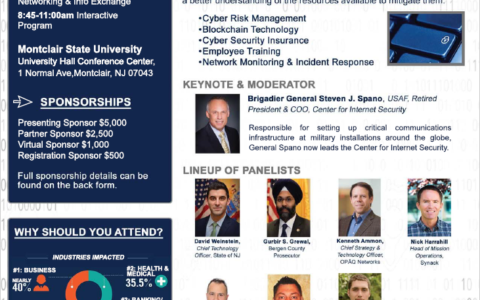 Networking & Info Exchange
8:45-11:00am Interactive
Program
Montclair State University
University Hall Conference Center,
1 Normal Ave,Montclair, NJ 07043
SPONSORSHIPS
Presenting Sponsor $5,000
Partner Sponsor $2,500
Virtual Sponsor $1,000
Registration Sponsor $500
Full sponsorship details can
be found on the back form.
WHY SHOULD YOU ATTEND?
INDUSTRIES IMPACTED
#1: BUSINESS
NEARLY
40%
#2: HEALTH &
MEDICAL
35.5%
#3: BANKING/
a better understanding of the resources available to mitigate them.
•Cyber Risk Management
•Blockchain Technology
•Cyber Security Insurance
•Employee Training
•Network Monitoring & Incident Response
KEYNOTE & MODERATOR
Brigadier General Steven J. Spano, USAF, Retired
President & COO, Center for Internet Security
Responsible for setting up critical communications
infrastructure at military installations around the globe,
General Spano now leads the Center for Internet Security.
LINEUP OF PANELISTS
David Weinstein,
Chief Technology
Officer, State of NJ
Gurbir S. Grewal,
Bergen County
Prosecutor
Kenneth Ammon,
Chief Strategy &
Technology Officer,
OPAQ Networks
Nick Harrahill
Head of Mission
Operations,
Synack